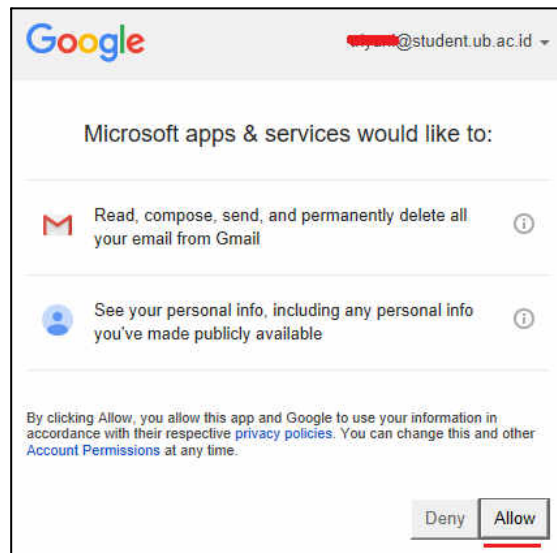 Google
@student.ub.ac.id
Microsoft apps & services would like to:
Read, compose, send, and permanently delete all
your email from Gmail
See your personal info, including any personal info
you've made publicly available
By clicking Allow, you allow this app and Google to use your information in
accordance with their respective privacy policies. You can change this and other
Account Permissions at any time.
Deny
Allow